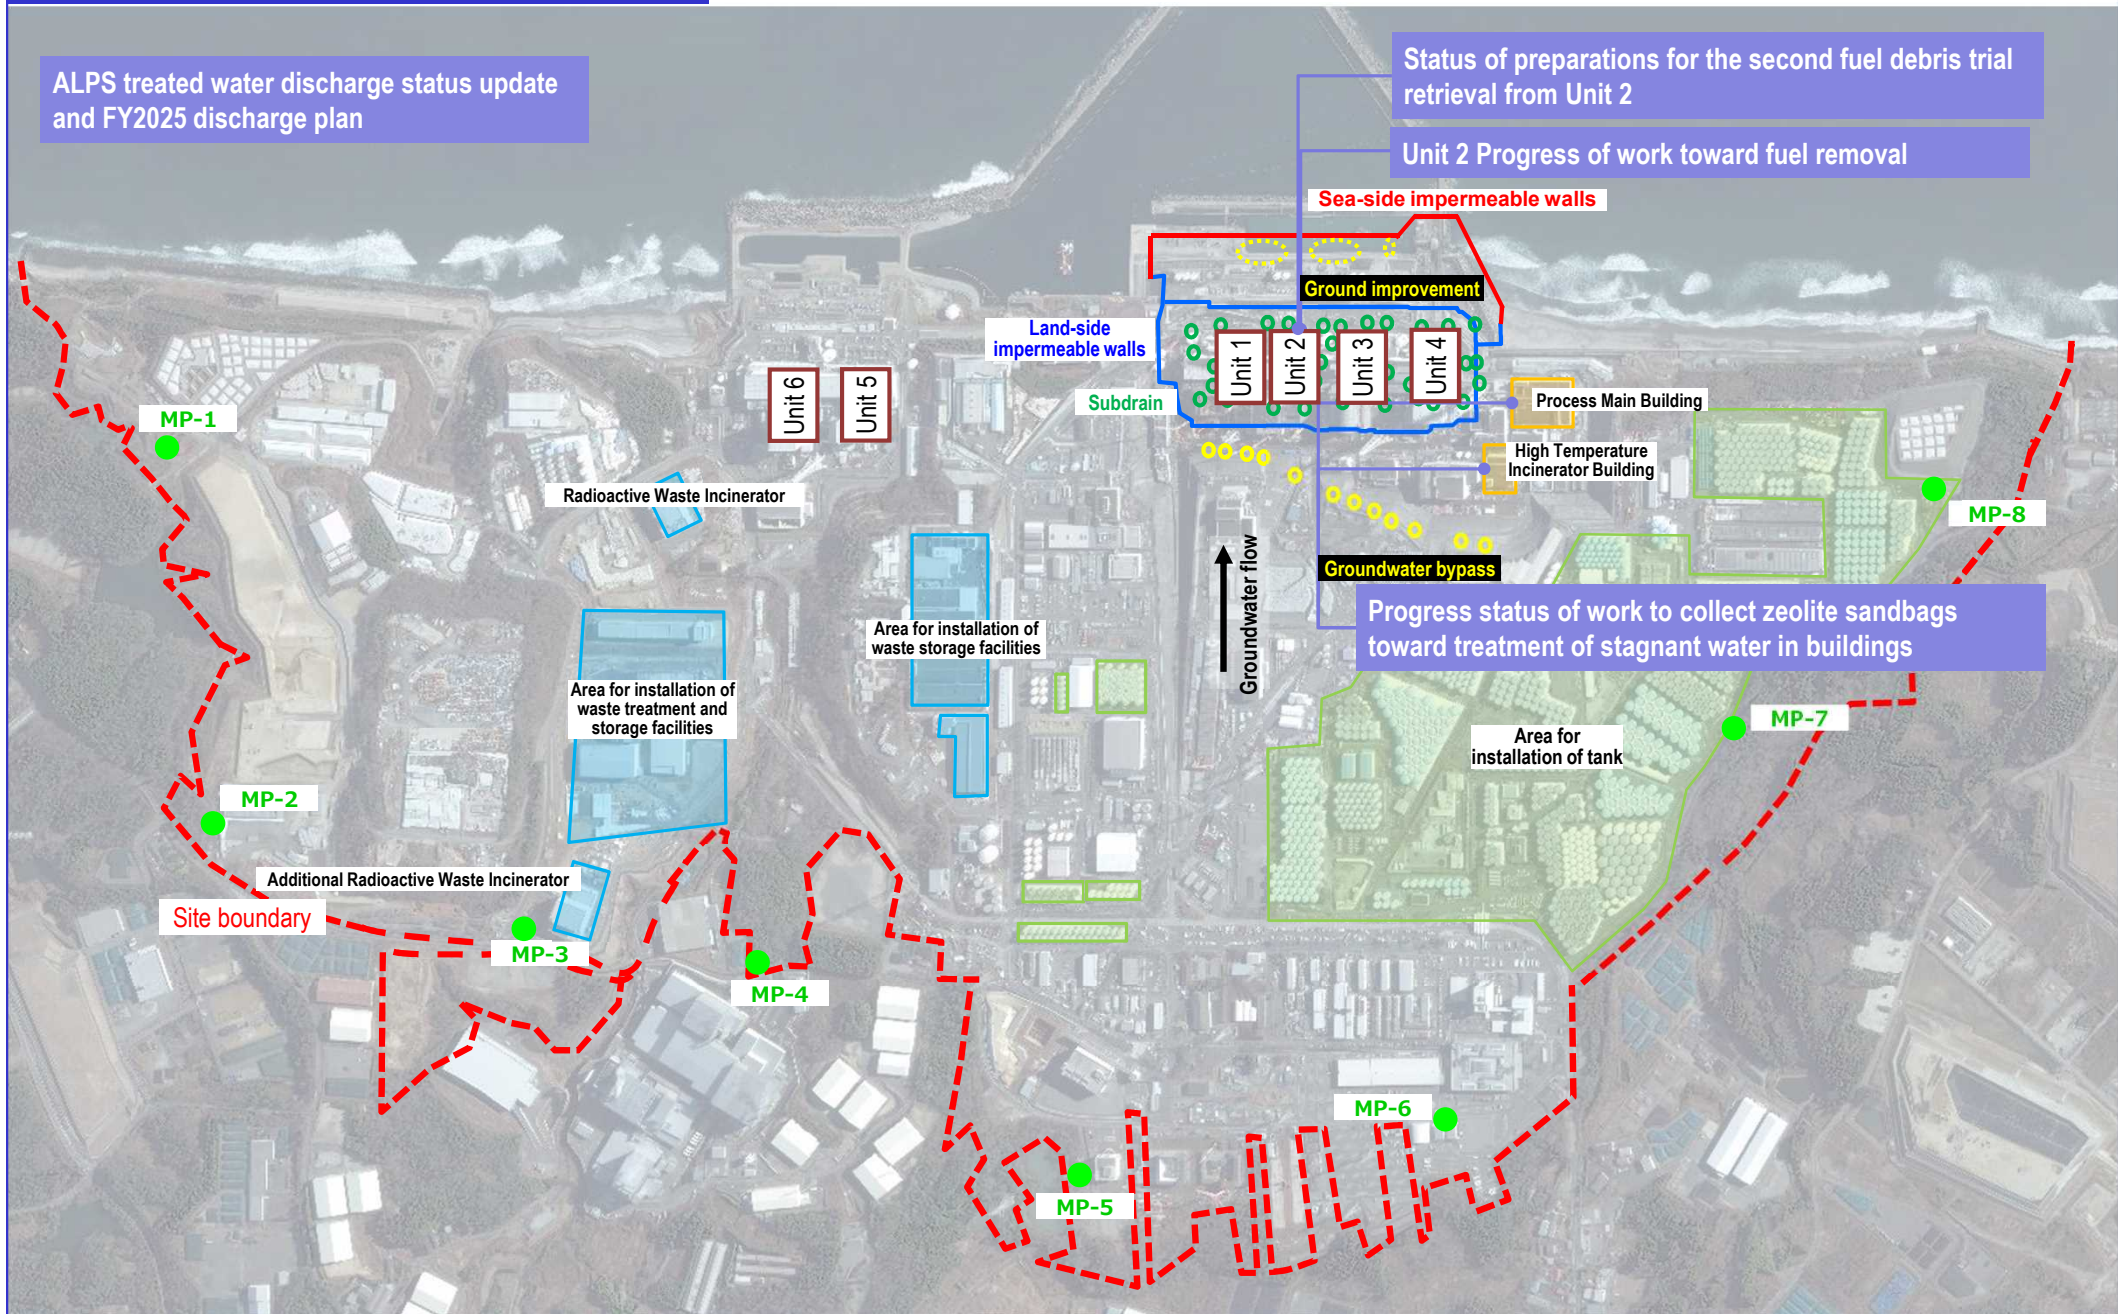 ALPS treated water discharge status update
and FY2025 discharge plan
Status of preparations for the second fuel debris trial
retrieval from Unit 2
Unit 2 Progress of work toward fuel removal
Sea-side impermeable walls
Ground improvement
Land-side
impermeable walls
Unit 1
Unit 2
Unit 3
Unit 4
Unit 6
Unit 5
Subdrain
Process Main Building
MP-1
High Temperature
Incinerator Building
Radioactive Waste Incinerator
MP-8
Groundwater flow
Groundwater bypass
Progress status of work to collect zeolite sandbags
toward treatment of stagnant water in buildings
Area for installation of
waste storage facilities
Area for installation of
waste treatment and
storage facilities
MP-7
Area for
installation of tank
MP-2
Additional Radioactive Waste Incinerator
Site boundary
MP-3
MP-4
MP-6
MP-5